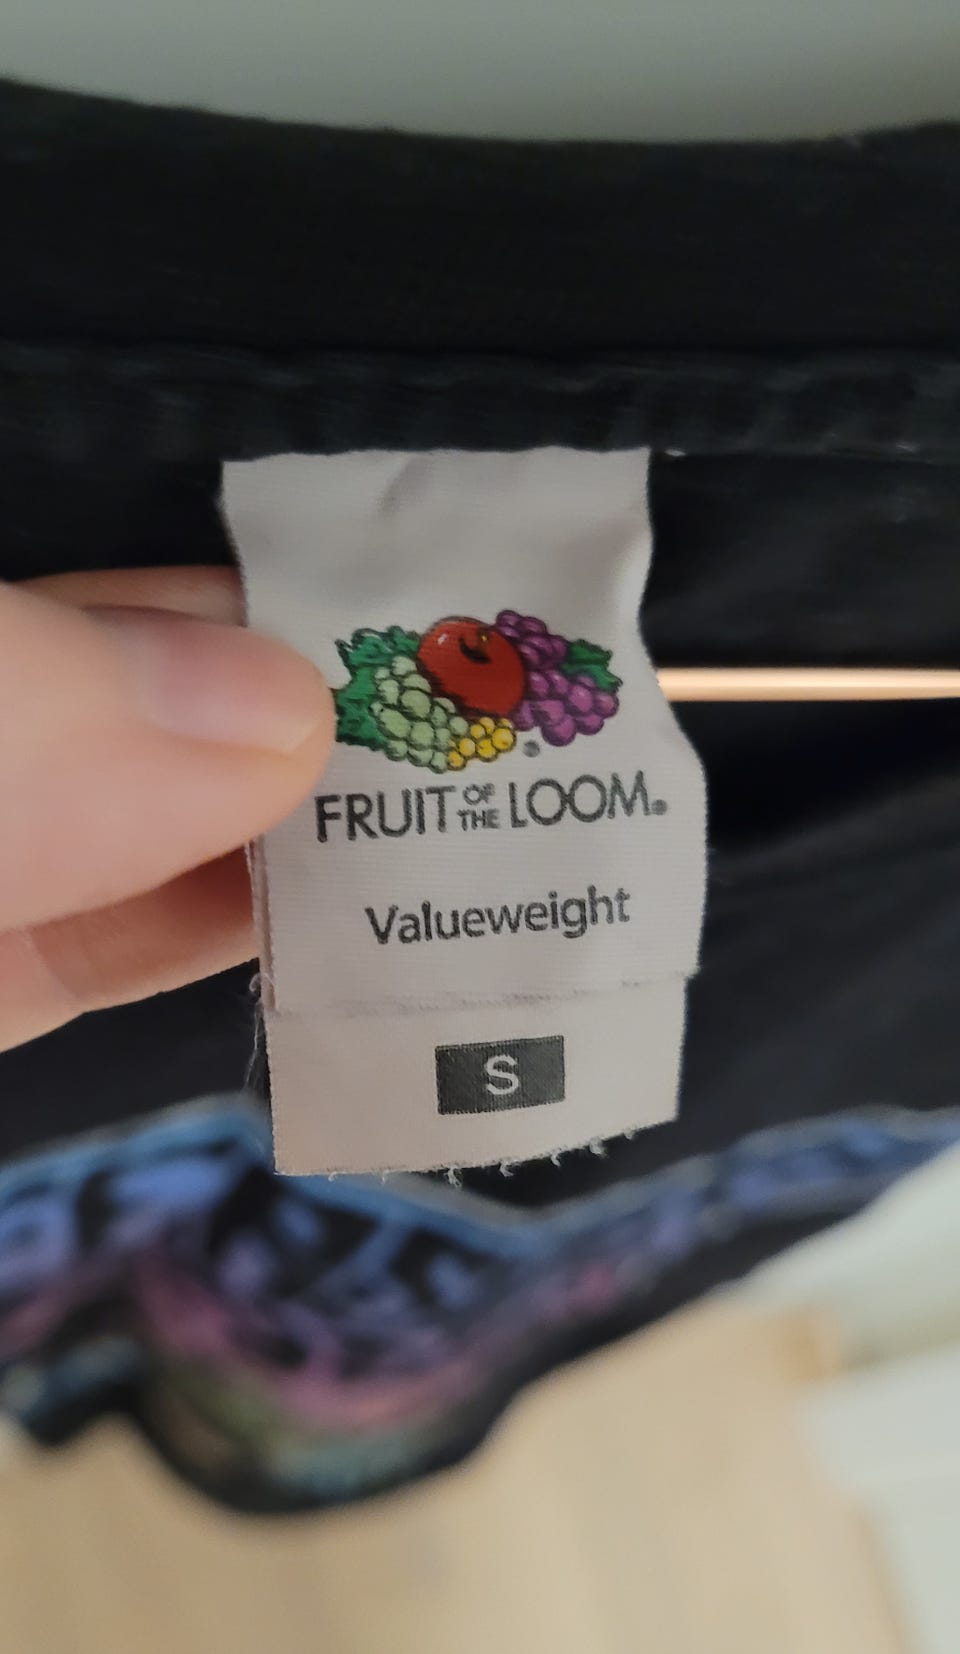 FRUIT OF THE LOOM®
Valueweight
S